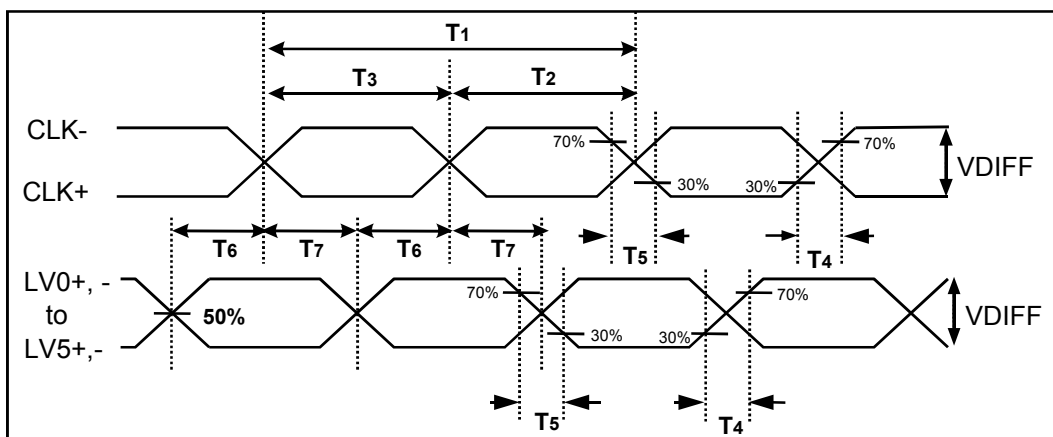 T1
T3 T2
CLK-
70% 70%
VDIFF
30% 30%
CLK+
T6 T7 T6 T7 T5 T4
LV0+, -
70% 70%
to 50% VDIFF
30% 30%
LV5+,-
T5 T4